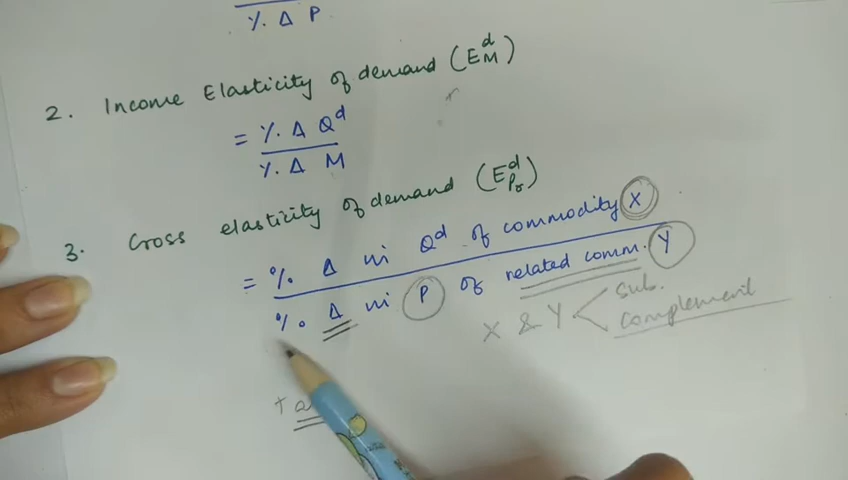 % Δ P
2. Income Elasticity of demand (E^d_M)
= % Δ Q^d
% Δ M
3. Cross elasticity of demand (E^d_Pr)
= % Δ in Q^d of commodity X
% Δ in P of related comm. Y
X & Y < sub.
complement
+